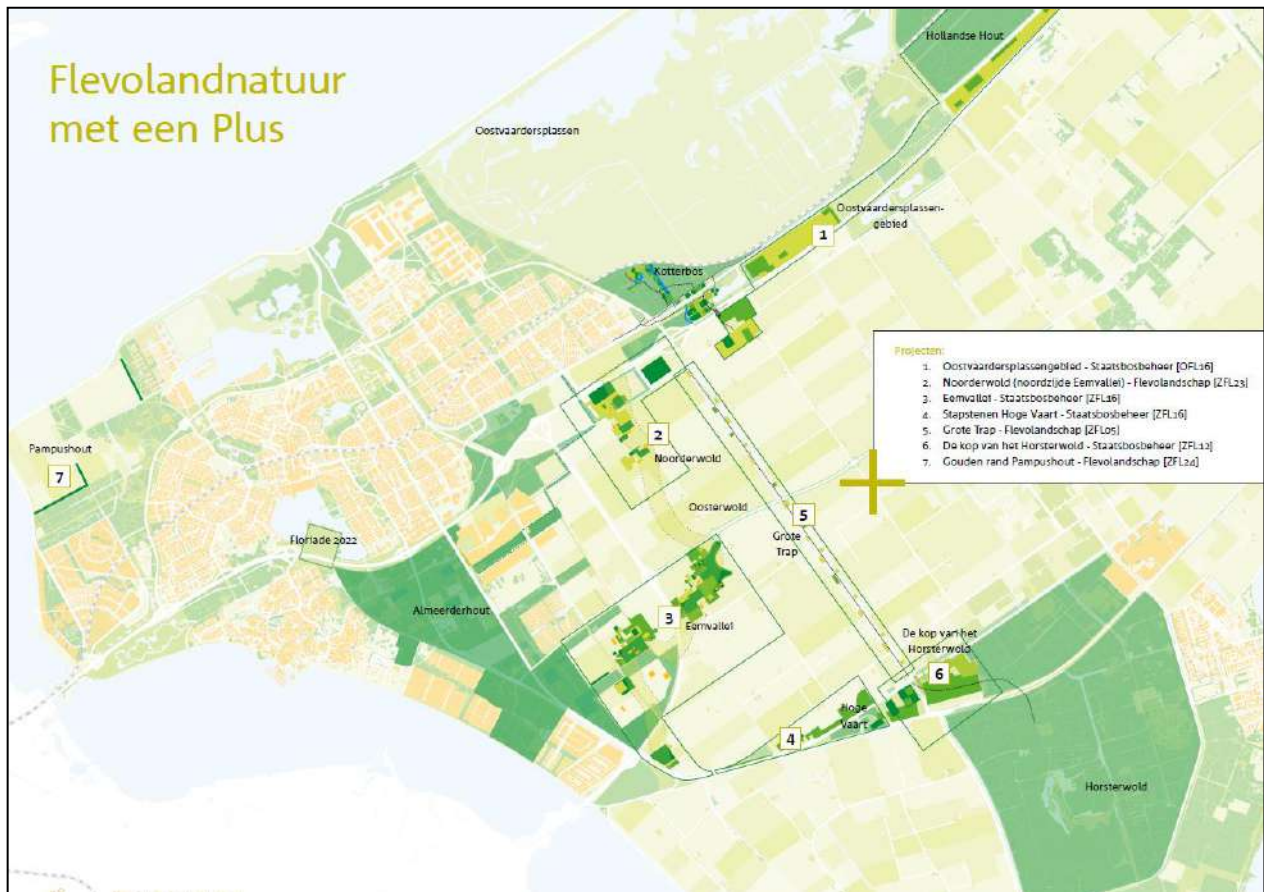 Flevolandnatuur
met een Plus
Hollandse Hout
Oostvaardersplassen
Oostvaardersplassen-
gebied
1
Kotterbos
Projecten:
1. Oostvaardersplassengebied - Staatsbosbeheer [OFL16]
2. Noorderwold (noordzijde Eemvallei) - Flevolandschap [ZFL23]
3. Eemvallei - Staatsbosbeheer [ZFL16]
4. Stapstenen Hoge Vaart - Staatsbosbeheer [ZFL16]
5. Grote Trap - Flevolandschap [ZFL05]
6. De kop van het Horsterwold - Staatsbosbeheer [ZFL12]
7. Gouden rand Pampushout - Flevolandschap [ZFL24]
Pampushout
7
2
Noorderwold
Oosterwold
5
Grote
Trap
Floriade 2022
Almeerderhout
3
Eemvallei
De kop van het
Horsterwold
6
Hoge
Vaart
4
Horsterwold